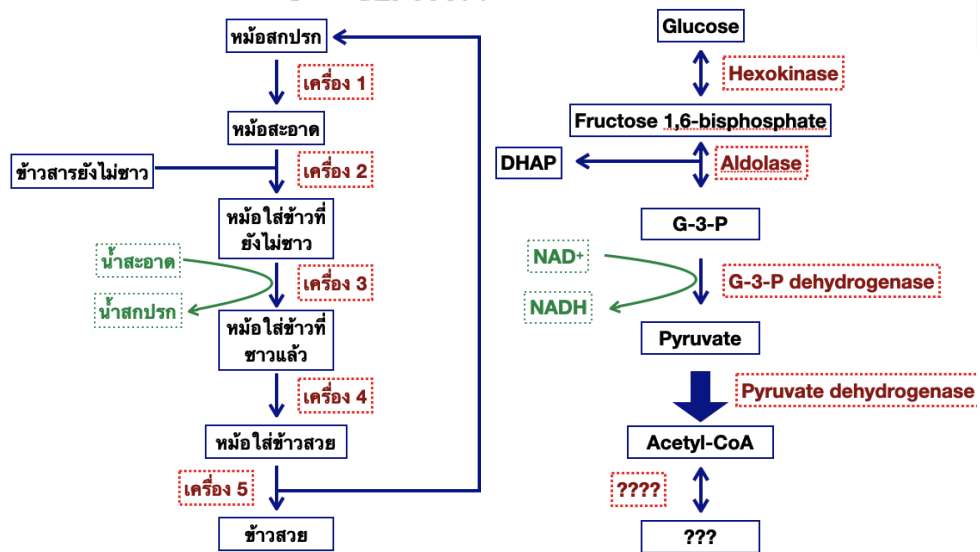 หม้อสกปรก
เครื่อง 1
หม้อสะอาด
ข้าวสารยังไม่ซาว
เครื่อง 2
หม้อใส่ข้าวที่
ยังไม่ซาว
น้ำสะอาด
เครื่อง 3
น้ำสกปรก
หม้อใส่ข้าวที่
ซาวแล้ว
เครื่อง 4
หม้อใส่ข้าวสวย
เครื่อง 5
ข้าวสวย
Glucose
Hexokinase
Fructose 1,6-bisphosphate
DHAP
Aldolase
G-3-P
NAD+
G-3-P dehydrogenase
NADH
Pyruvate
Pyruvate dehydrogenase
Acetyl-CoA
????
???